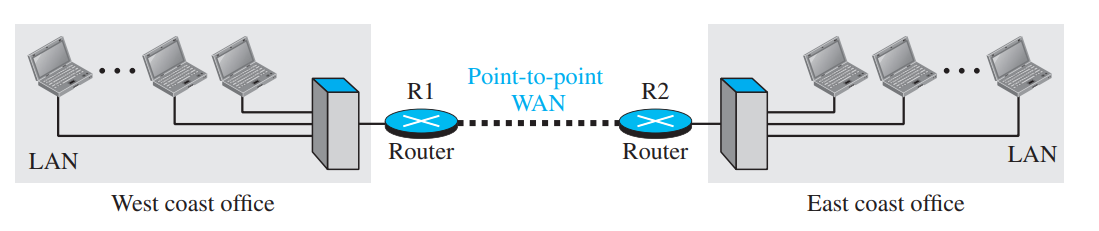 Point-to-point
WAN
R1
R2
Router
Router
LAN
LAN
West coast office
East coast office